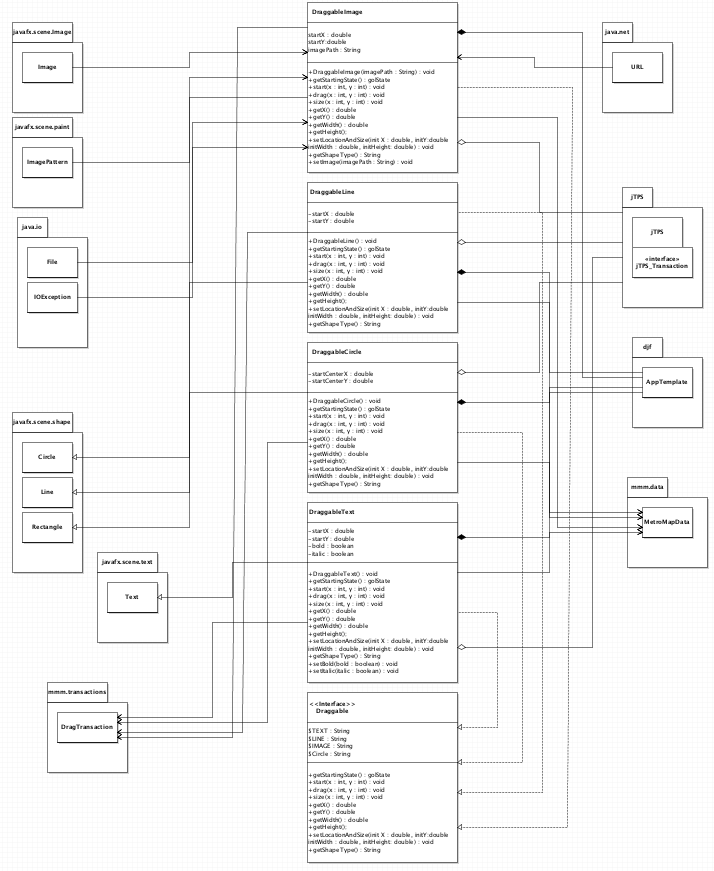 DraggableImage
startX : double
startY :double
imagePath : String
+DraggableImage(imagePath : String) : void
+getStartingState() : golState
+start(x : int, y : int) : void
+drag(x : int, y : int) : void
+size(x : int, y : int) : void
+getX() : double
+getY() : double
+getWidth() : double
+getHeight();
+setLocationAndSize(init X : double, initY:double
initWidth : double, initHeight: double) : void
+getShapeType() : String
+setImage(imagePath : String) : void
javafx.scene.Image
Image
javafx.scene.paint
ImagePattern
java.io
File
IOException
java.net
URL
DraggableLine
-startX : double
-startY : double
+DraggableLine() : void
+getStartingState() : golState
+start(x : int, y : int) : void
+drag(x : int, y : int) : void
+size(x : int, y : int) : void
+getX() : double
+getY() : double
+getWidth() : double
+getHeight();
+setLocationAndSize(init X : double, initY:double
initWidth : double, initHeight: double) : void
+getShapeType() : String
jTPS
jTPS
«interface»
jTPS_Transaction
DraggableCircle
-startCenterX : double
-startCenterY : double
+DraggableCircle() : void
+getStartingState() : golState
+start(x : int, y : int) : void
+drag(x : int, y : int) : void
+size(x : int, y : int) : void
+getX() : double
+getY() : double
+getWidth() : double
+getHeight();
+setLocationAndSize(init X : double, initY:double
initWidth : double, initHeight: double) : void
+getShapeType() : String
djf
AppTemplate
javafx.scene.shape
Circle
Line
Rectangle
mmm.data
MetroMapData
DraggableText
-startX : double
-startY : double
-bold : boolean
-italic : boolean
+DraggableText() : void
+getStartingState() : golState
+start(x : int, y : int) : void
+drag(x : int, y : int) : void
+size(x : int, y : int) : void
+getX() : double
+getY() : double
+getWidth() : double
+getHeight();
+setLocationAndSize(init X : double, initY:double
initWidth : double, initHeight: double) : void
+getShapeType() : String
+setBold(bold : boolean) : void
+setItalic(italic : boolean) : void
javafx.scene.text
Text
mmm.transactions
DragTransaction
<<Interface>>
Draggable
$TEXT : String
$LINE : String
$IMAGE : String
$Circle : String
+getStartingState() : golState
+start(x : int, y : int) : void
+drag(x : int, y : int) : void
+size(x : int, y : int) : void
+getX() : double
+getY() : double
+getWidth() : double
+getHeight();
+setLocationAndSize(init X : double, initY:double
initWidth : double, initHeight: double) : void
+getShapeType() : String